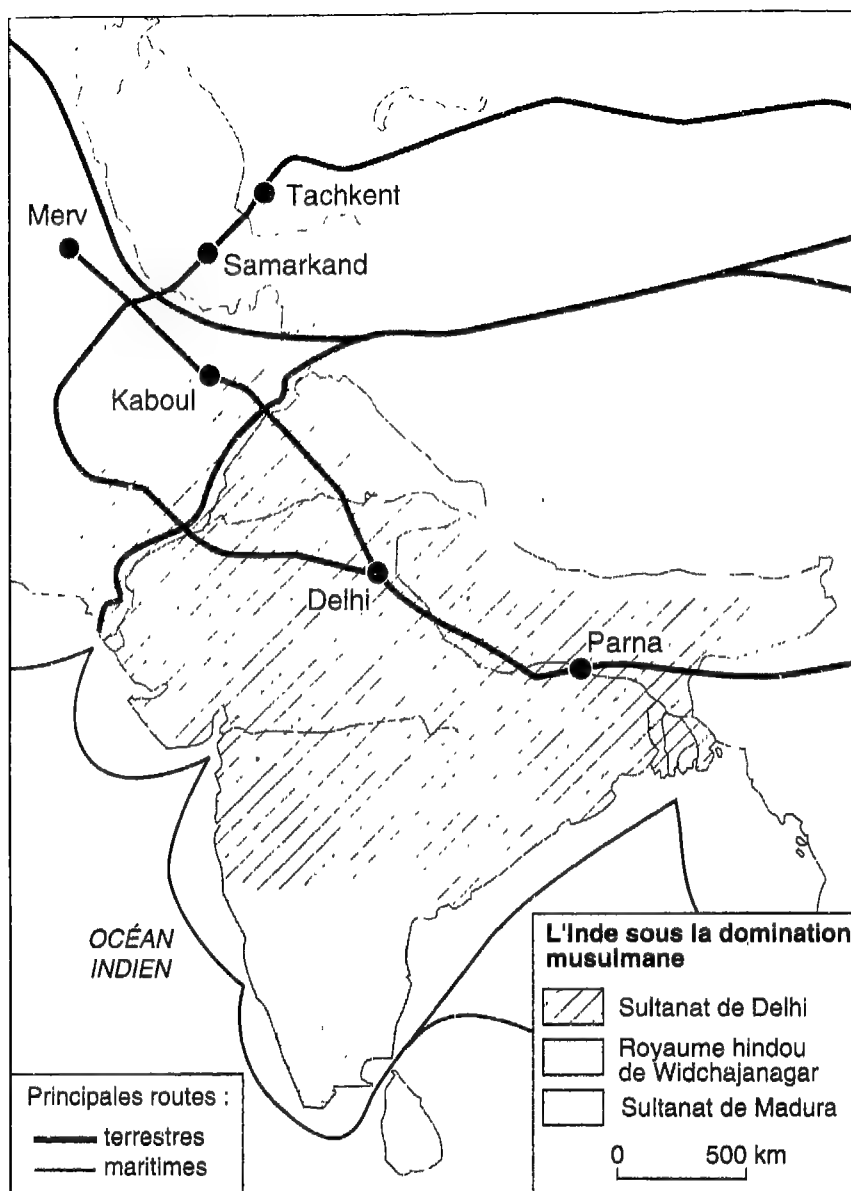 Tachkent
Merv
Samarkand
Kaboul
Delhi
Parna
OCÉAN
INDIEN
L'Inde sous la domination
musulmane
Sultanat de Delhi
Royaume hindou
de Widchajanagar
Sultanat de Madura
0 500 km
Principales routes :
terrestres
maritimes